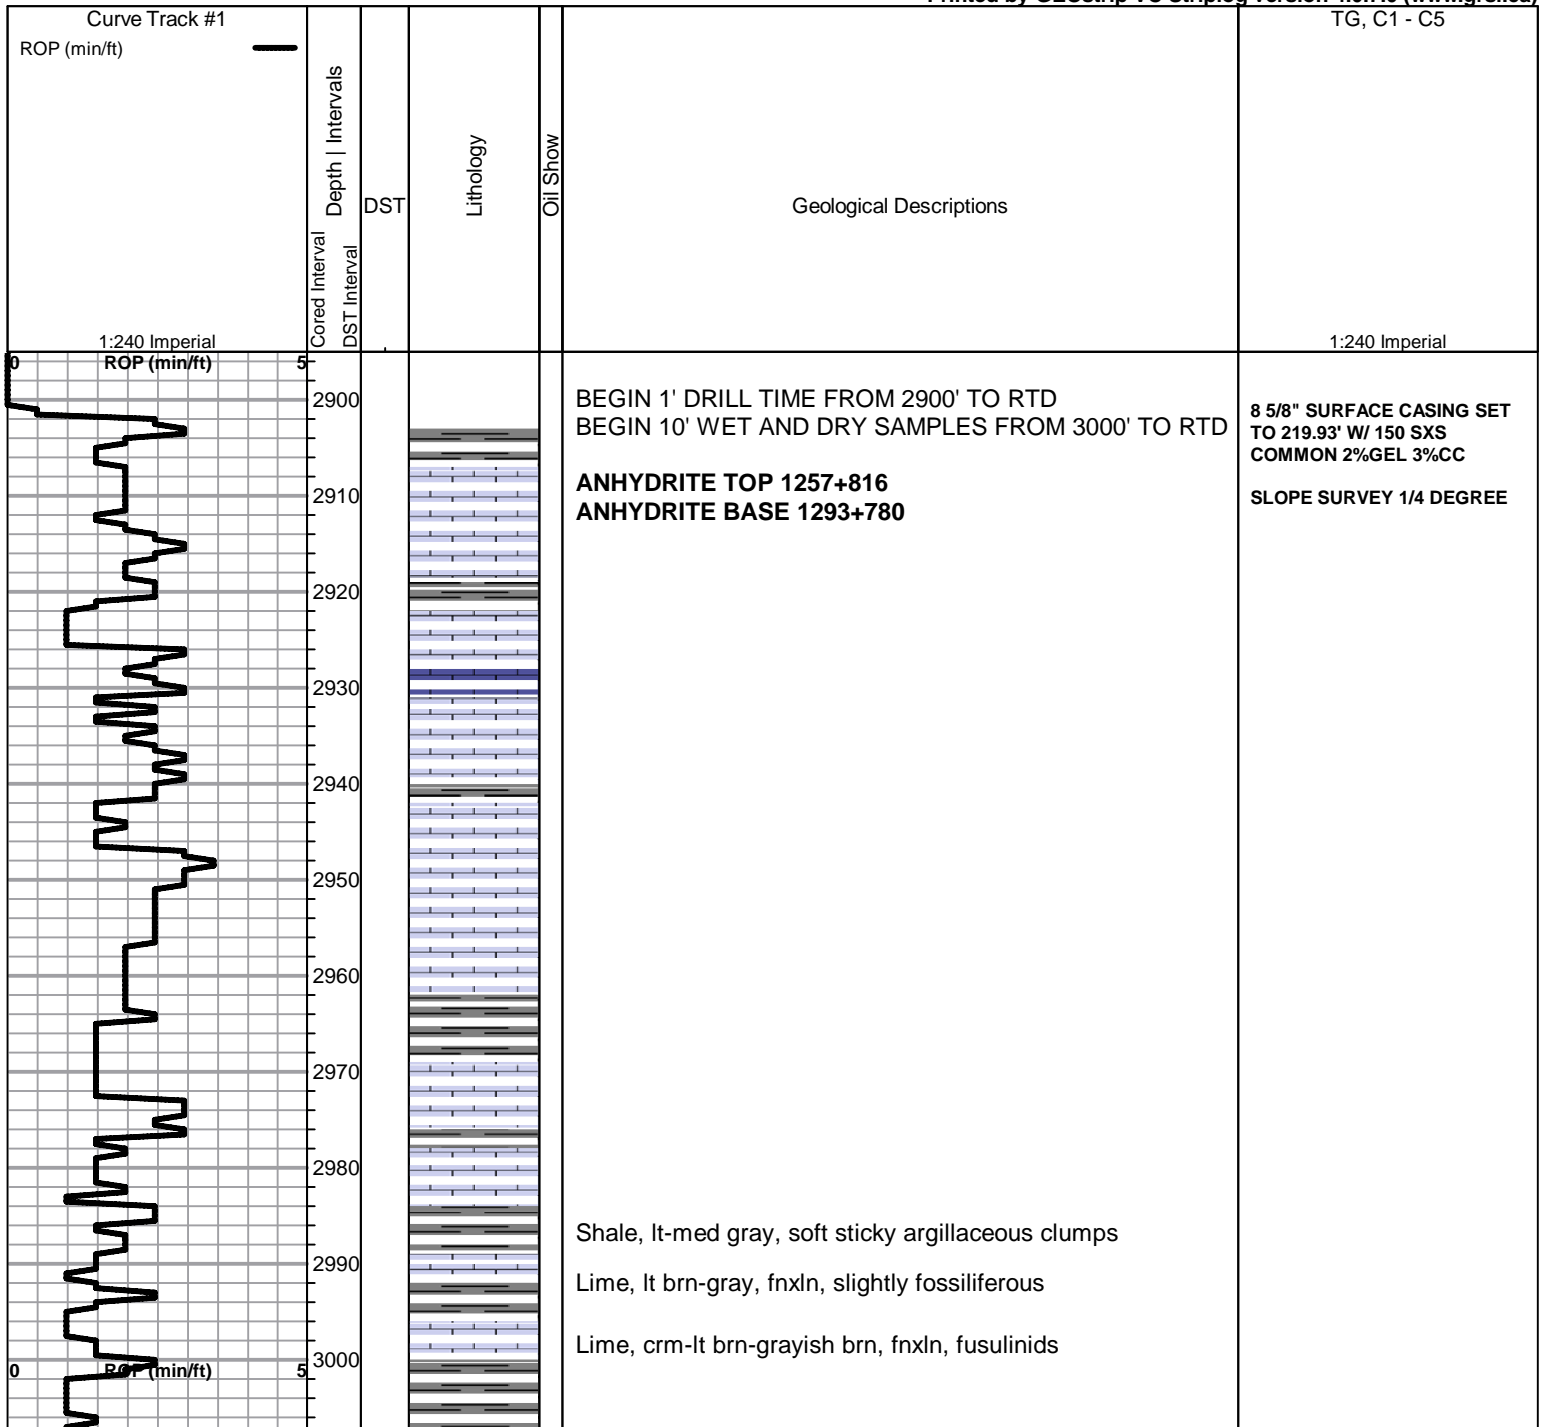 Curve Track #1
ROP (min/ft)
1:240 Imperial
Cored Interval
Depth | Intervals
DST Interval
DST
Lithology
Oil Show
Geological Descriptions
TG, C1 - C5
1:240 Imperial
0 ROP (min/ft) 5
2900
BEGIN 1' DRILL TIME FROM 2900' TO RTD
BEGIN 10' WET AND DRY SAMPLES FROM 3000' TO RTD
8 5/8" SURFACE CASING SET
TO 219.93' W/ 150 SXS
COMMON 2%GEL 3%CC
ANHYDRITE TOP 1257+816
2910
SLOPE SURVEY 1/4 DEGREE
ANHYDRITE BASE 1293+780
2920
2930
2940
2950
2960
2970
2980
Shale, lt-med gray, soft sticky argillaceous clumps
2990
Lime, lt brn-gray, fnxln, slightly fossiliferous
Lime, crm-lt brn-grayish brn, fnxln, fusulinids
3000
0 ROP (min/ft) 5